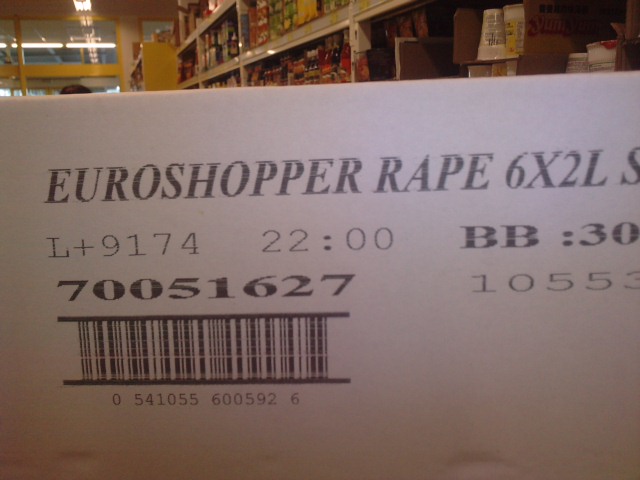 EUROSHOPPER RAPE 6X2L S
L+9174 22:00 BB :30
70051627 10553
0 541055 600592 6